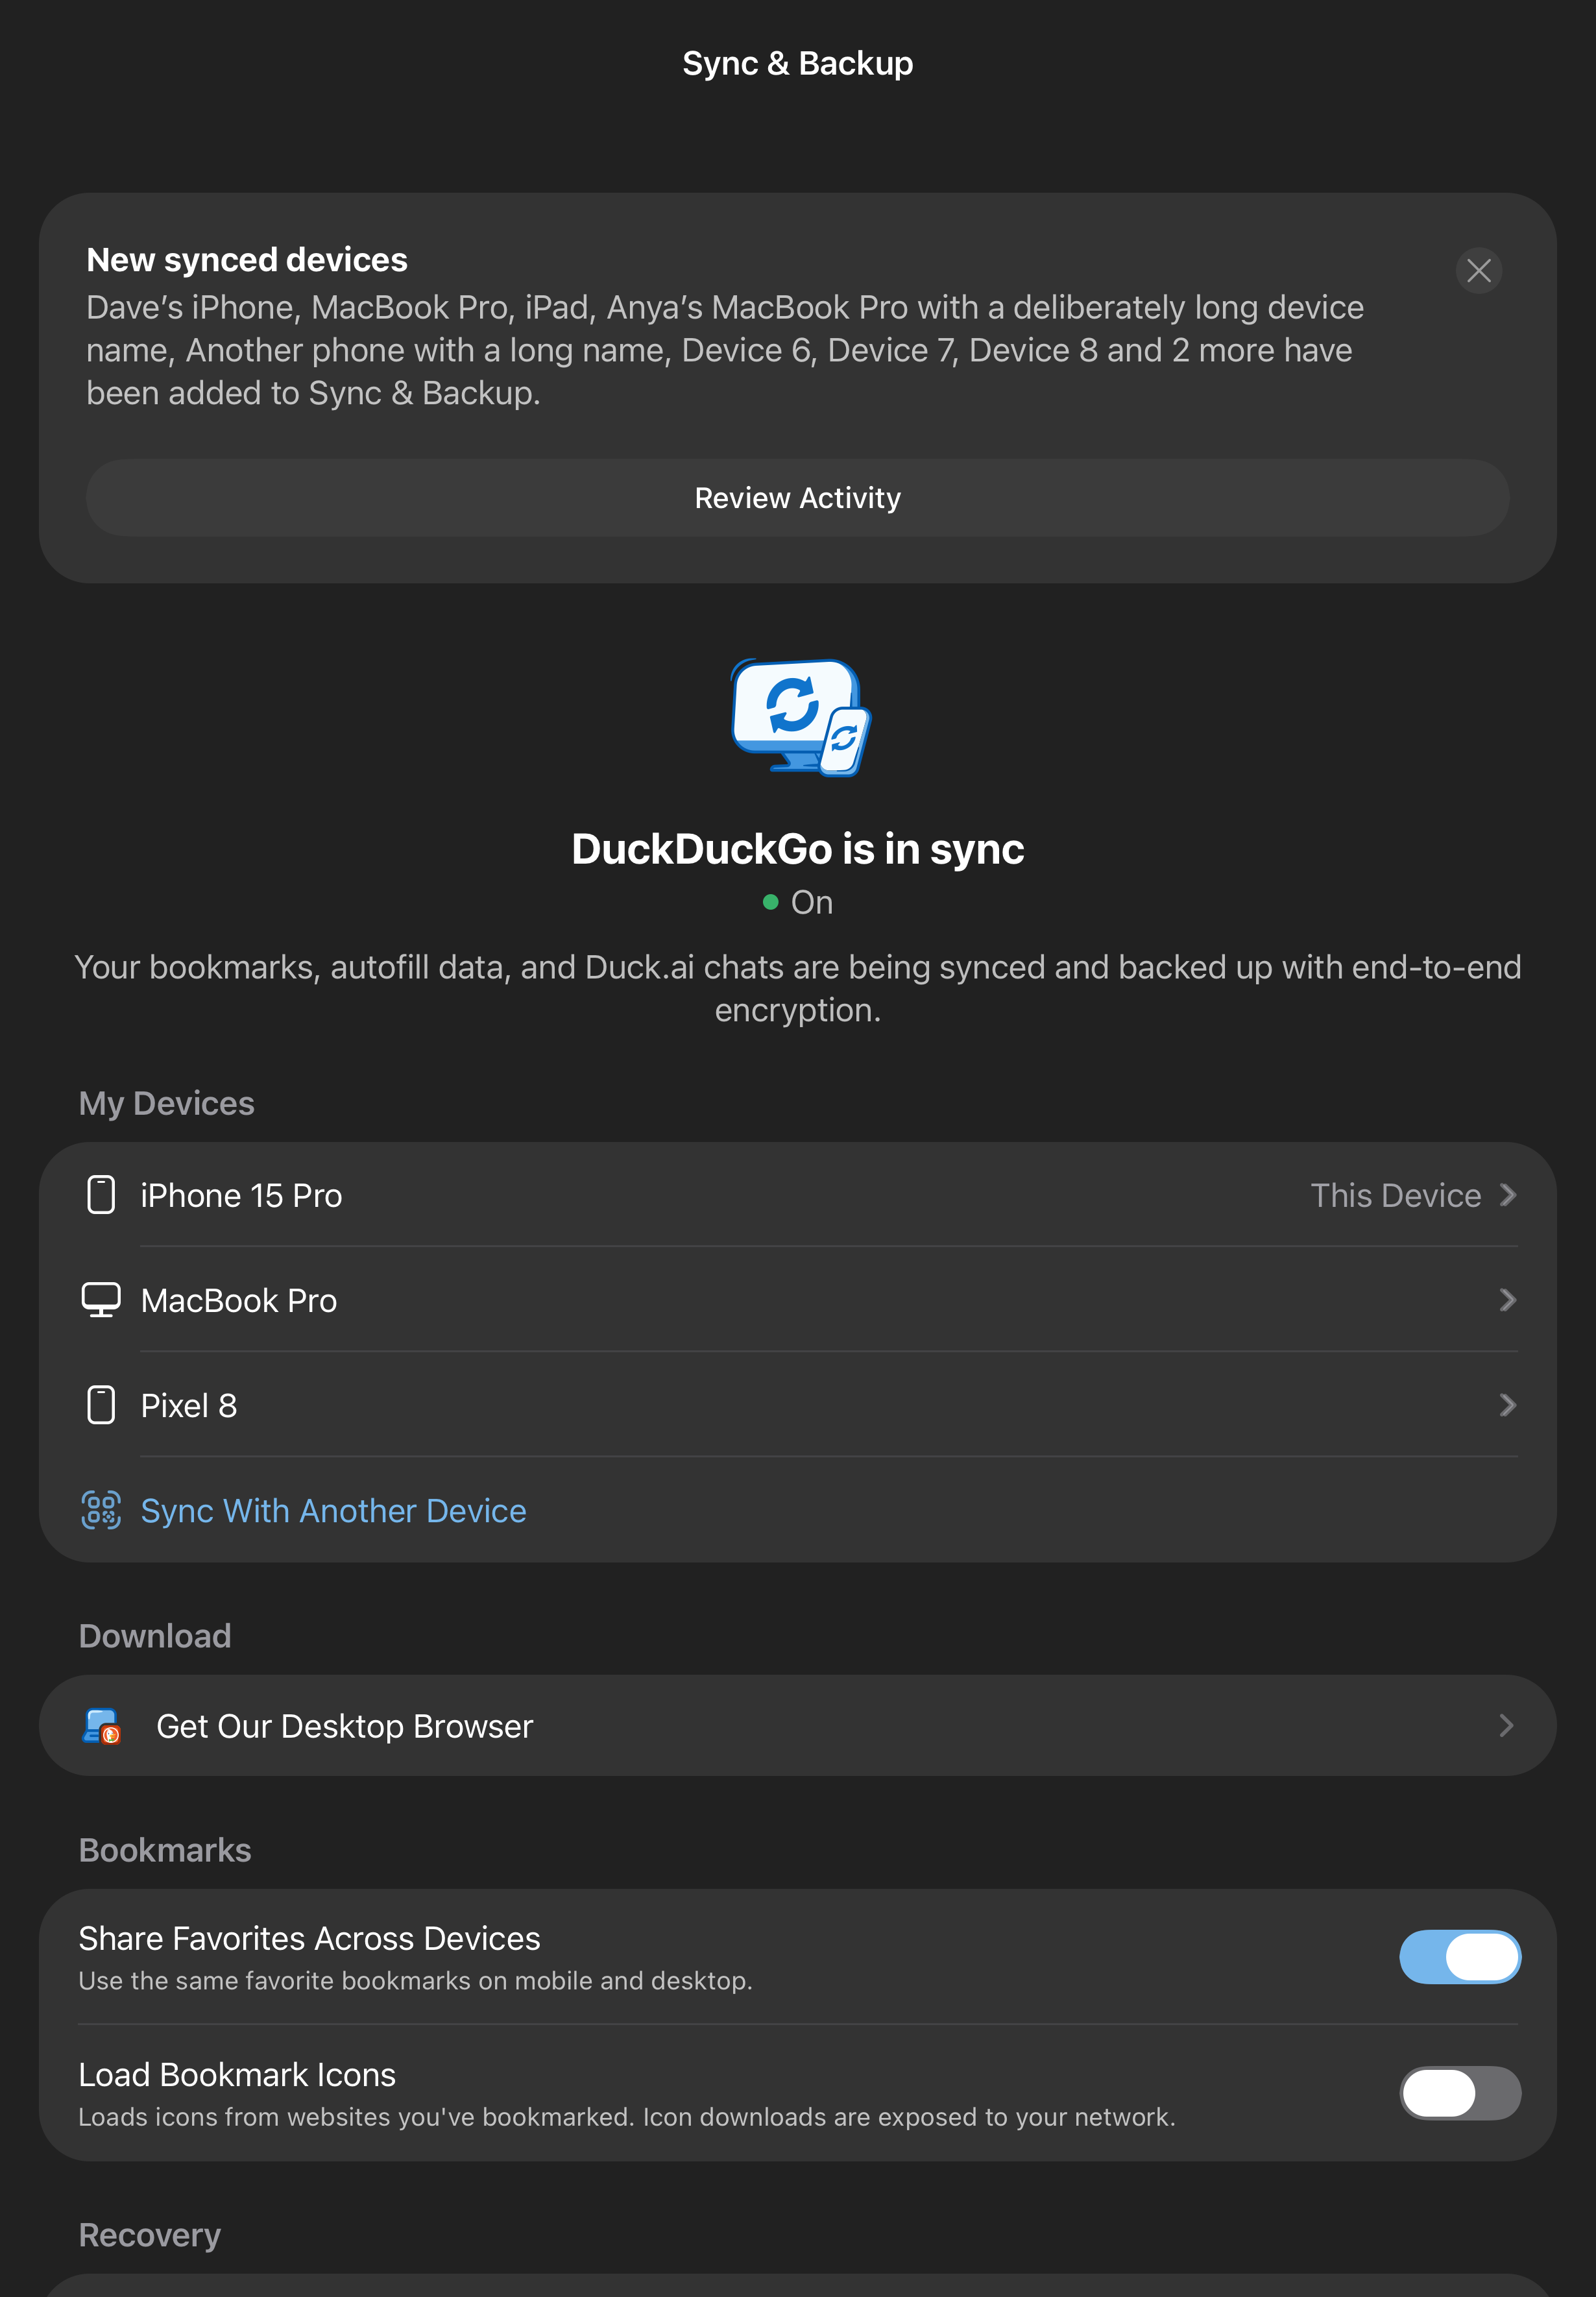 Sync & Backup
New synced devices
Dave’s iPhone, MacBook Pro, iPad, Anya’s MacBook Pro with a deliberately long device
name, Another phone with a long name, Device 6, Device 7, Device 8 and 2 more have
been added to Sync & Backup.
Review Activity
DuckDuckGo is in sync
On
Your bookmarks, autofill data, and Duck.ai chats are being synced and backed up with end-to-end
encryption.
My Devices
iPhone 15 Pro This Device
MacBook Pro
Pixel 8
Sync With Another Device
Download
Get Our Desktop Browser
Bookmarks
Share Favorites Across Devices
Use the same favorite bookmarks on mobile and desktop.
Load Bookmark Icons
Loads icons from websites you've bookmarked. Icon downloads are exposed to your network.
Recovery